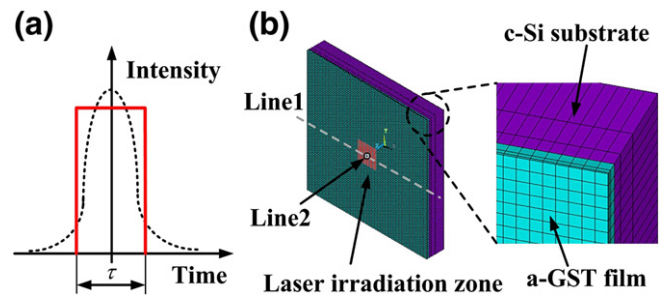 (a)
Intensity
τ
Time
(b)
c-Si substrate
Line1
Line2
Laser irradiation zone
a-GST film